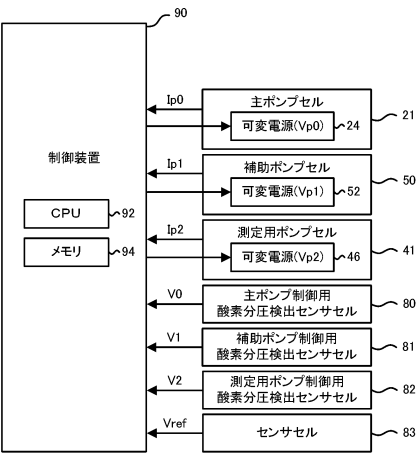 90
制御装置
CPU
92
メモリ
94
Ip0
主ポンプセル
可変電源(Vp0)
24
21
Ip1
補助ポンプセル
可変電源(Vp1)
52
50
Ip2
測定用ポンプセル
可変電源(Vp2)
46
41
V0
主ポンプ制御用
酸素分圧検出センサセル
80
V1
補助ポンプ制御用
酸素分圧検出センサセル
81
V2
測定用ポンプ制御用
酸素分圧検出センサセル
82
Vref
センサセル
83